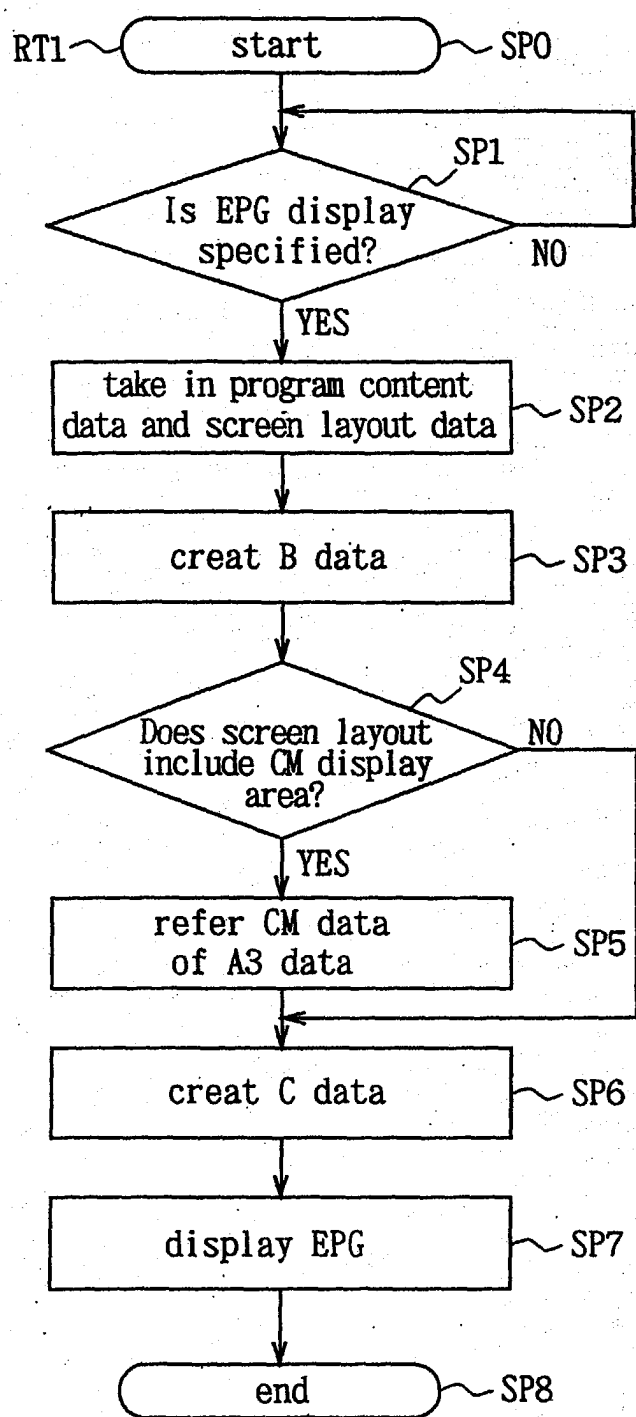 RT1 start SP0
SP1
Is EPG display
specified?
NO
YES
take in program content
data and screen layout data
SP2
creat B data SP3
SP4
Does screen layout
include CM display
area?
NO
YES
refer CM data
of A3 data
SP5
creat C data SP6
display EPG SP7
end SP8